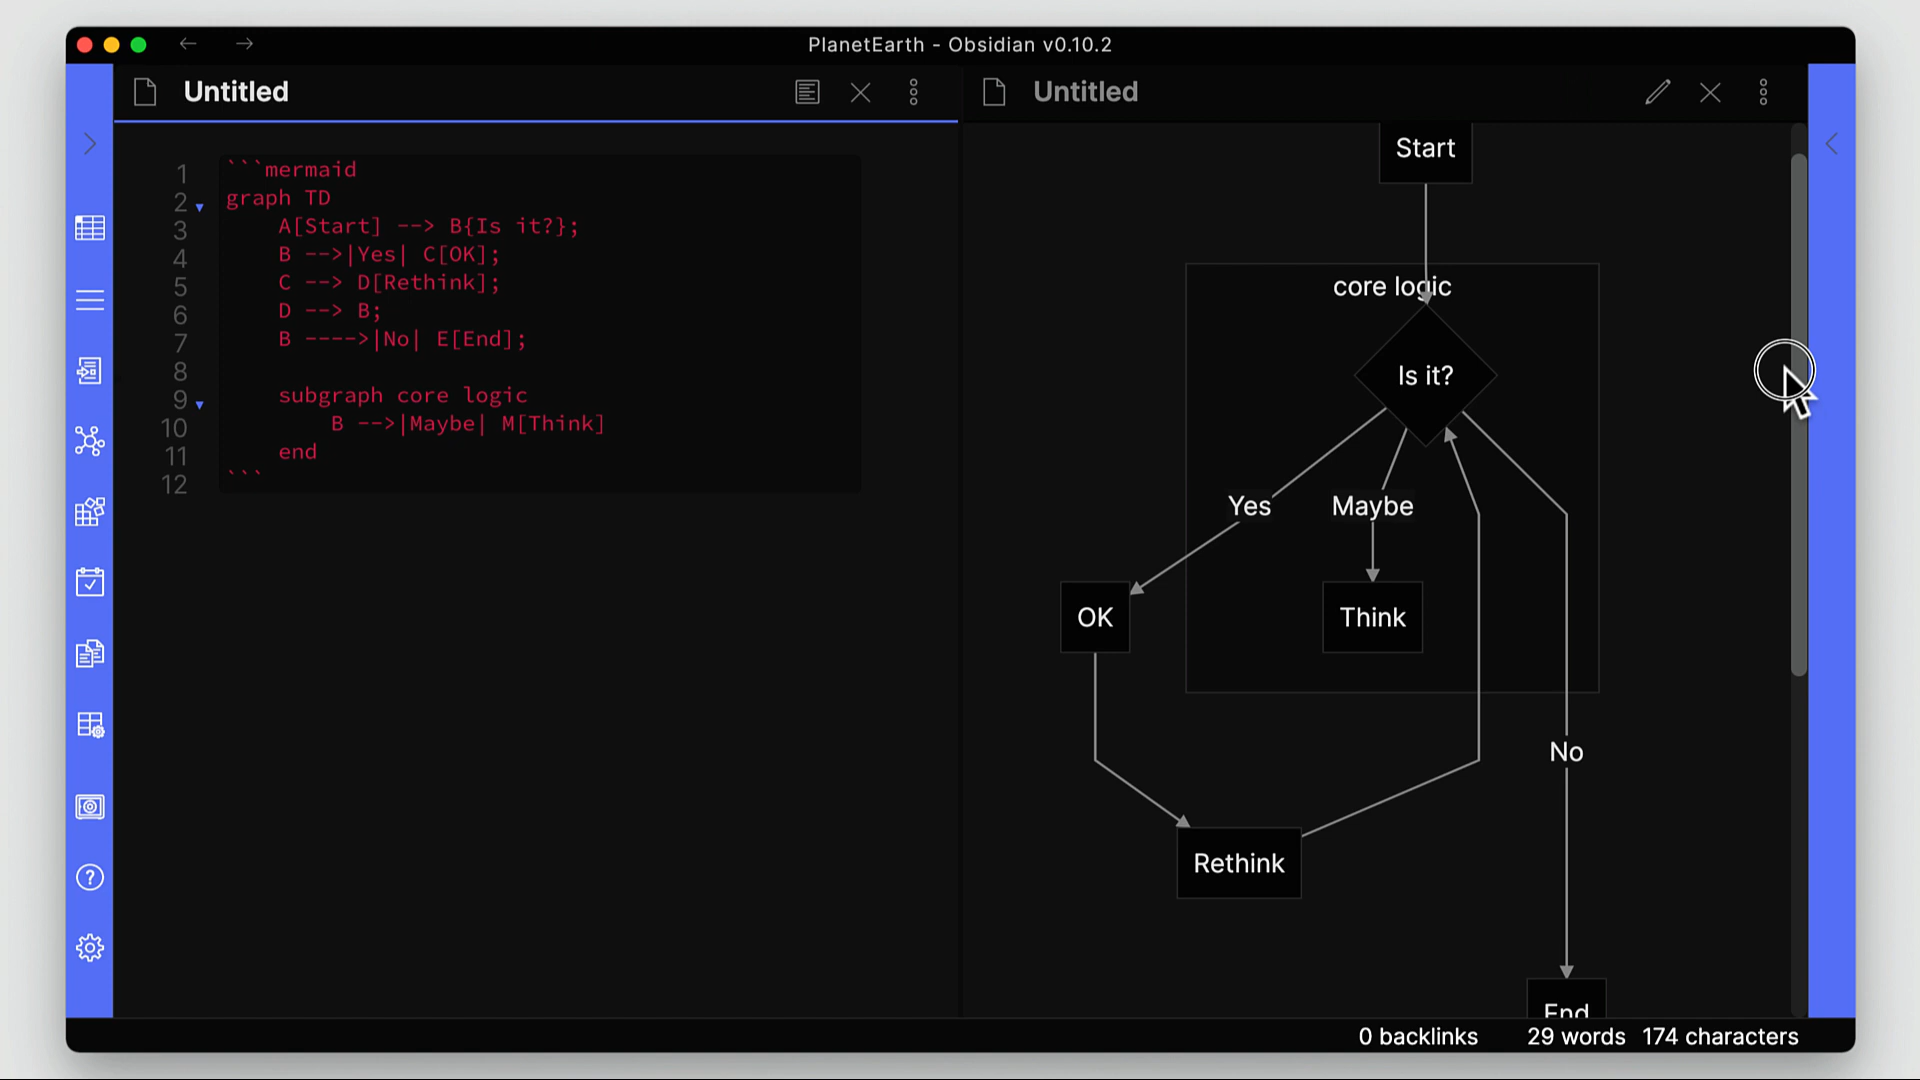 PlanetEarth - Obsidian v0.10.2
Untitled
1 ```mermaid
2 graph TD
3 A[Start] --> B{Is it?};
4 B -->|Yes| C[OK];
5 C --> D[Rethink];
6 D --> B;
7 B ---->|No| E[End];
8
9 subgraph core logic
10 B -->|Maybe| M[Think]
11 end
12 ```
Untitled
Start
core logic
Is it?
Yes
Maybe
OK
Think
No
Rethink
End
0 backlinks 29 words 174 characters